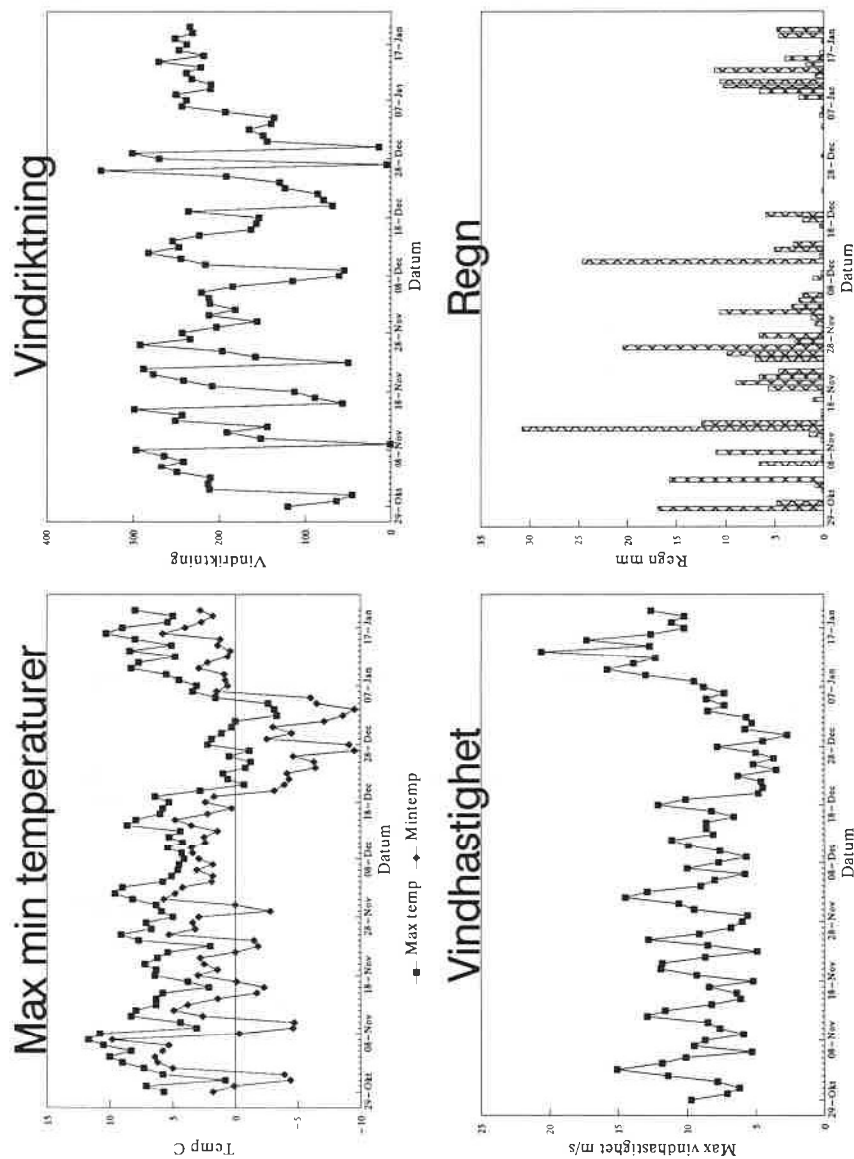 Max min temperaturer
Temp C
15
10
5
0
-5
-10
29-Okt 08-Nov 18-Nov 28-Nov 08-Dec 18-Dec 28-Dec 07-Jan 17-Jan
Datum
Max temp Mintemp
Vindriktning
Vindriktning
400
300
200
100
0
29-Okt 08-Nov 18-Nov 28-Nov 08-Dec 18-Dec 28-Dec 07-Jan 17-Jan
Datum
Vindhastighet
Max vindhastighet m/s
25
20
15
10
5
0
29-Okt 08-Nov 18-Nov 28-Nov 08-Dec 18-Dec 28-Dec 07-Jan 17-Jan
Datum
Regn
Regn mm
35
30
25
20
15
10
5
0
29-Okt 08-Nov 18-Nov 28-Nov 08-Dec 18-Dec 28-Dec 07-Jan 17-Jan
Datum